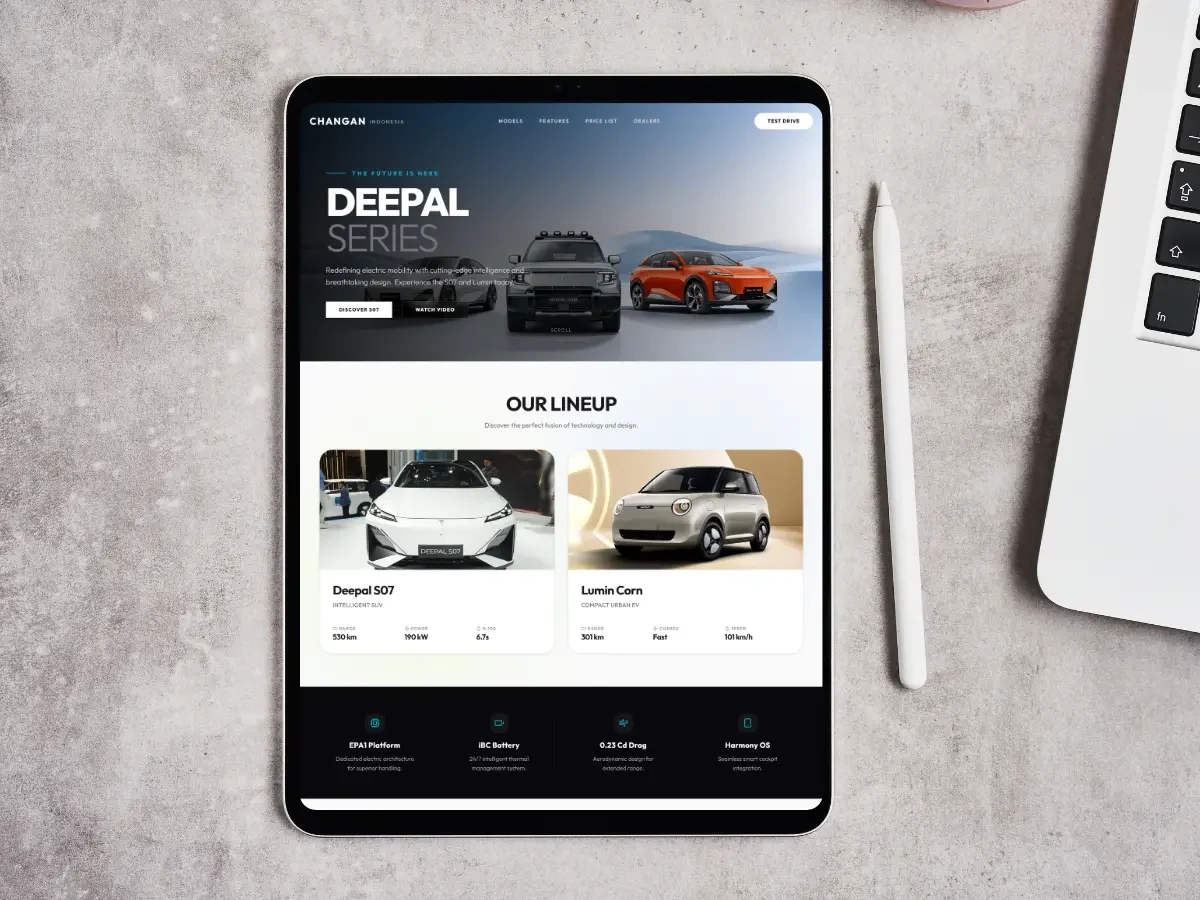 CHANGAN INDONESIA
MODELS FEATURES PRICE LIST DEALERS
TEST DRIVE
THE FUTURE IS HERE
DEEPAL
SERIES
Redefining electric mobility with cutting-edge intelligence and
breathtaking design. Experience the S07 and Lumin today.
DISCOVER S07 WATCH VIDEO
SCROLL
OUR LINEUP
Discover the perfect fusion of technology and design.
DEEPAL S07
Deepal S07
INTELLIGENT SUV
RANGE POWER 0-100
530 km 190 kW 6.7s
Lumin Corn
COMPACT URBAN EV
RANGE CHARGE SPEED
301 km Fast 101 km/h
EPA1 Platform
Dedicated electric architecture
for superior handling.
iBC Battery
24/7 intelligent thermal
management system.
0.23 Cd Drag
Aerodynamic design for
extended range.
Harmony OS
Seamless smart cockpit
integration.
fn